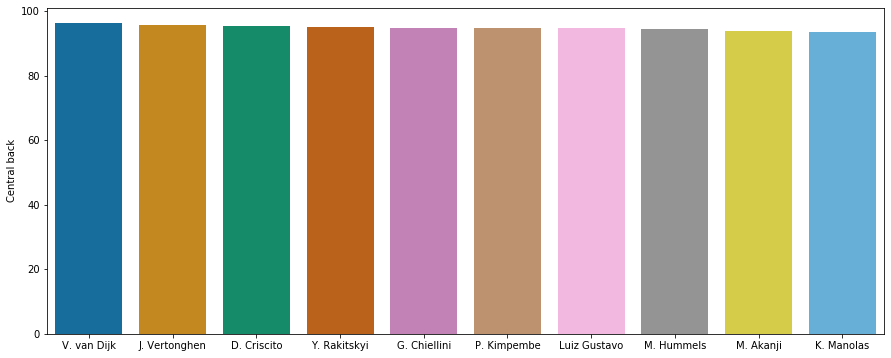 100
80
60
40
20
0
Central back
V. van Dijk
J. Vertonghen
D. Criscito
Y. Rakitskyi
G. Chiellini
P. Kimpembe
Luiz Gustavo
M. Hummels
M. Akanji
K. Manolas